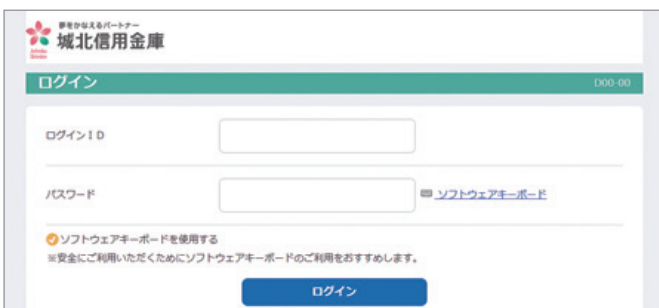 夢をかなえるパートナー
城北信用金庫
Johoku Shinkin
ログイン D00-00
ログインID
パスワード ソフトウェアキーボード
ソフトウェアキーボードを使用する
※安全にご利用いただくためにソフトウェアキーボードのご利用をおすすめします。
ログイン